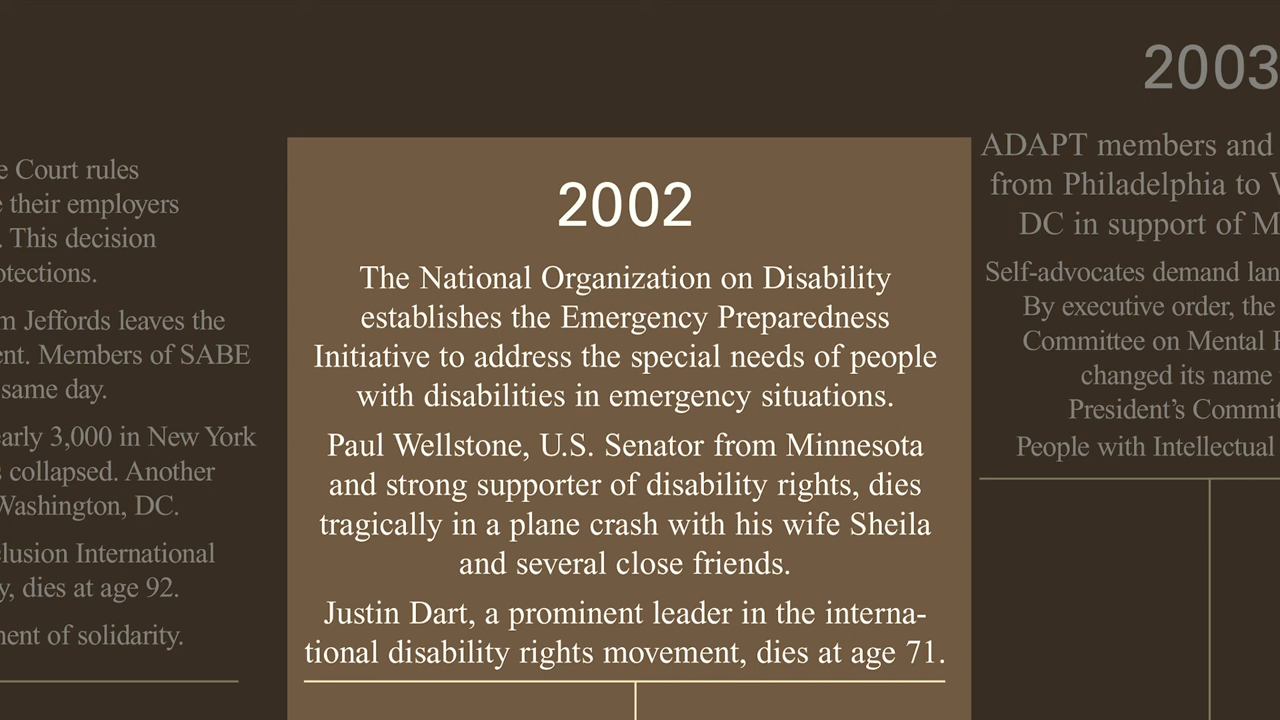 e Court rules
e their employers
. This decision
otections.
m Jeffords leaves the
ent. Members of SABE
same day.
early 3,000 in New York
s collapsed. Another
Washington, DC.
clusion International
y, dies at age 92.
ment of solidarity.
2002
The National Organization on Disability
establishes the Emergency Preparedness
Initiative to address the special needs of people
with disabilities in emergency situations.
Paul Wellstone, U.S. Senator from Minnesota
and strong supporter of disability rights, dies
tragically in a plane crash with his wife Sheila
and several close friends.
Justin Dart, a prominent leader in the interna-
tional disability rights movement, dies at age 71.
2003
ADAPT members and
from Philadelphia to
DC in support of M
Self-advocates demand lan
By executive order, the
Committee on Mental
changed its name
President’s Commit
People with Intellectual